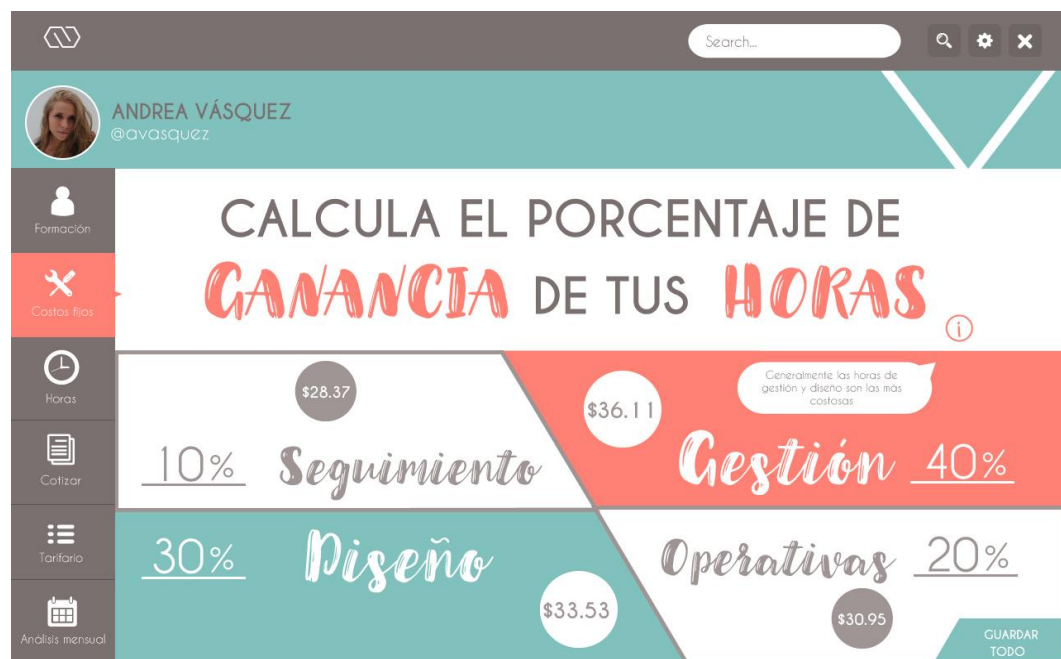 Search...
ANDREA VÁSQUEZ
@avasquez
Formación
Costos fijos
Horas
Cotizar
Tarifario
Análisis mensual
CALCULA EL PORCENTAJE DE
GANANCIA DE TUS HORAS
i
$28.37
10% Seguimiento
$36.11
Generalmente las horas de
gestión y diseño son las más
costosas
Gestión 40%
30% Diseño
$33.53
Operativas 20%
$30.95
GUARDAR
TODO